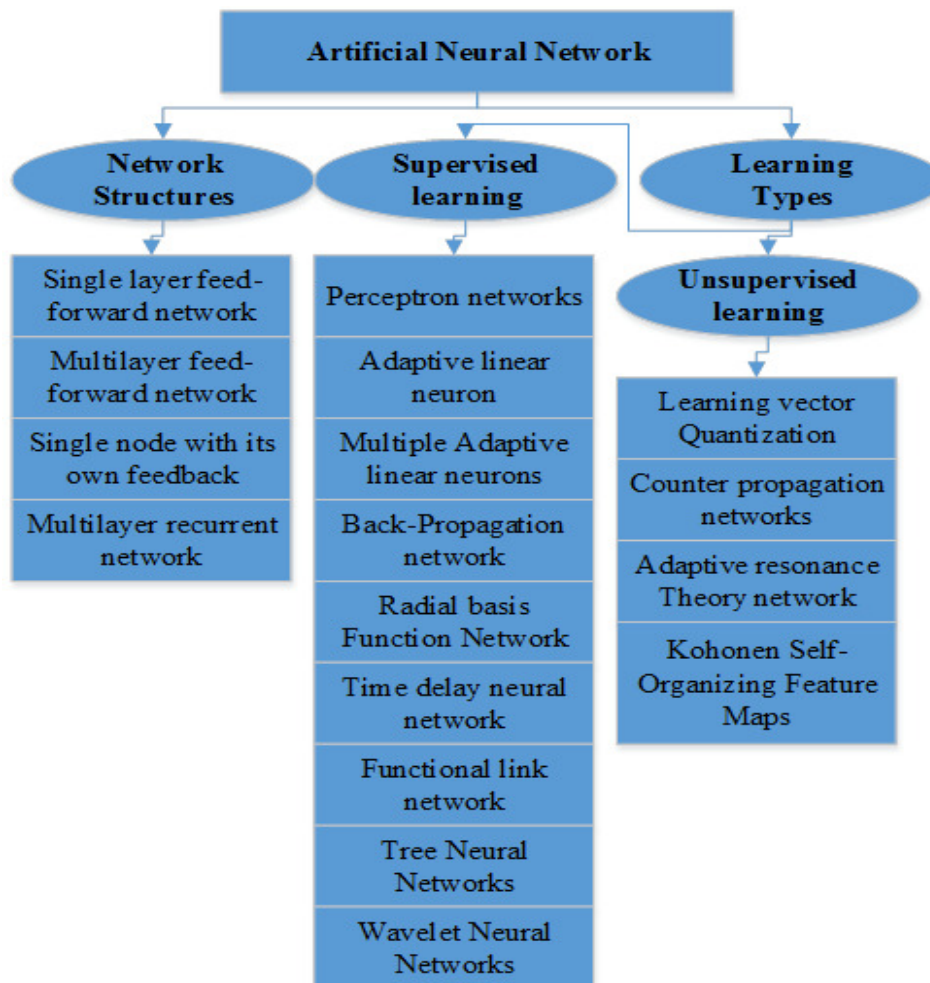 Artificial Neural Network
Network
Structures
Supervised
learning
Learning
Types
Single layer feed-
forward network
Multilayer feed-
forward network
Single node with its
own feedback
Multilayer recurrent
network
Perceptron networks
Adaptive linear
neuron
Multiple Adaptive
linear neurons
Back-Propagation
network
Radial basis
Function Network
Time delay neural
network
Functional link
network
Tree Neural
Networks
Wavelet Neural
Networks
Unsupervised
learning
Learning vector
Quantization
Counter propagation
networks
Adaptive resonance
Theory network
Kohonen Self-
Organizing Feature
Maps